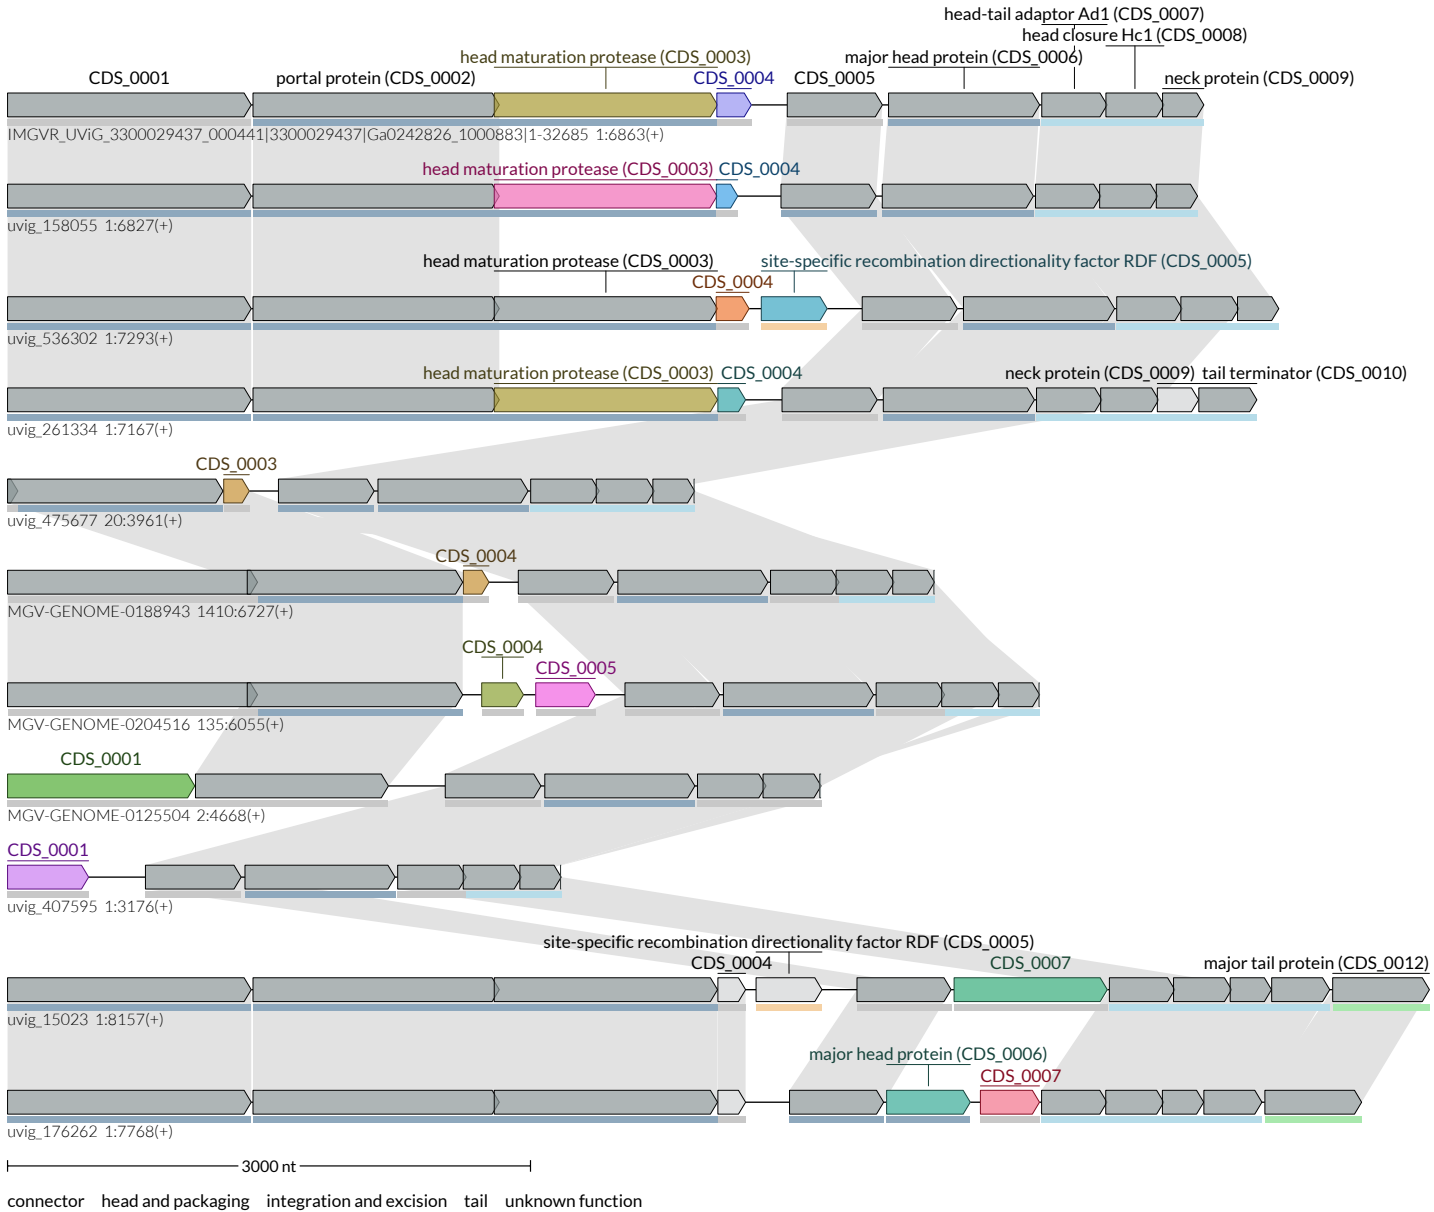 head-tail adaptor Ad1 (CDS_0007)
head closure Hc1 (CDS_0008)
head maturation protease (CDS_0003)
major head protein (CDS_0006)
CDS_0001
portal protein (CDS_0002)
CDS_0004
CDS_0005
neck protein (CDS_0009)
IMGVR_UViG_3300029437_000441|3300029437|Ga0242826_1000883|1-32685 1:6863(+)
head maturation protease (CDS_0003)
CDS_0004
uvig_158055 1:6827(+)
head maturation protease (CDS_0003)
site-specific recombination directionality factor RDF (CDS_0005)
CDS_0004
uvig_536302 1:7293(+)
head maturation protease (CDS_0003)
CDS_0004
neck protein (CDS_0009)
tail terminator (CDS_0010)
uvig_261334 1:7167(+)
CDS_0003
uvig_475677 20:3961(+)
CDS_0004
MGV-GENOME-0188943 1410:6727(+)
CDS_0004
CDS_0005
MGV-GENOME-0204516 135:6055(+)
CDS_0001
MGV-GENOME-0125504 2:4668(+)
CDS_0001
uvig_407595 1:3176(+)
site-specific recombination directionality factor RDF (CDS_0005)
CDS_0004
CDS_0007
major tail protein (CDS_0012)
uvig_15023 1:8157(+)
major head protein (CDS_0006)
CDS_0007
uvig_176262 1:7768(+)
3000 nt
connector head and packaging integration and excision tail unknown function